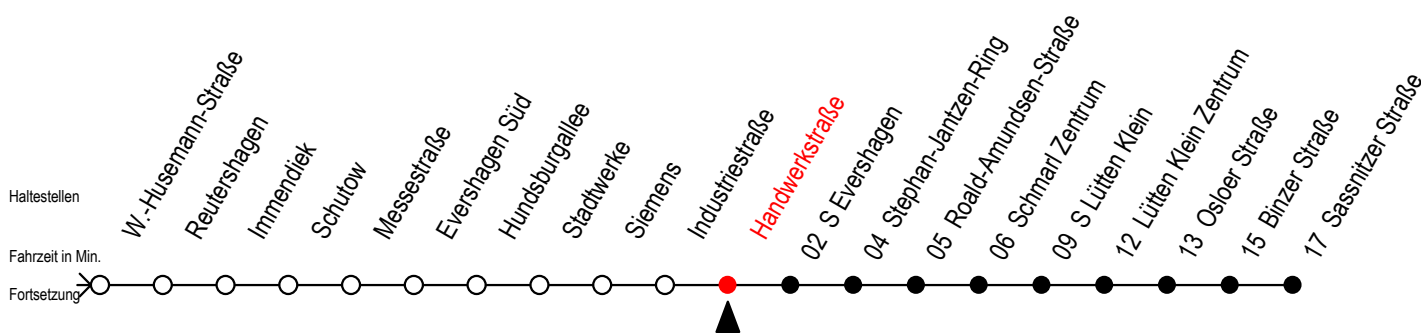 Haltestellen
W.-Husemann-Straße
Reutershagen
Immendiek
Schutow
Messestraße
Evershagen Süd
Hundsburgallee
Stadtwerke
Siemens
Industriestraße
Handwerkstraße
02 S Evershagen
04 Stephan-Jantzen-Ring
05 Roald-Amundsen-Straße
06 Schmarl Zentrum
09 S Lütten Klein
12 Lütten Klein Zentrum
13 Osloer Straße
15 Binzer Straße
17 Sassnitzer Straße
Fahrzeit in Min.
Fortsetzung